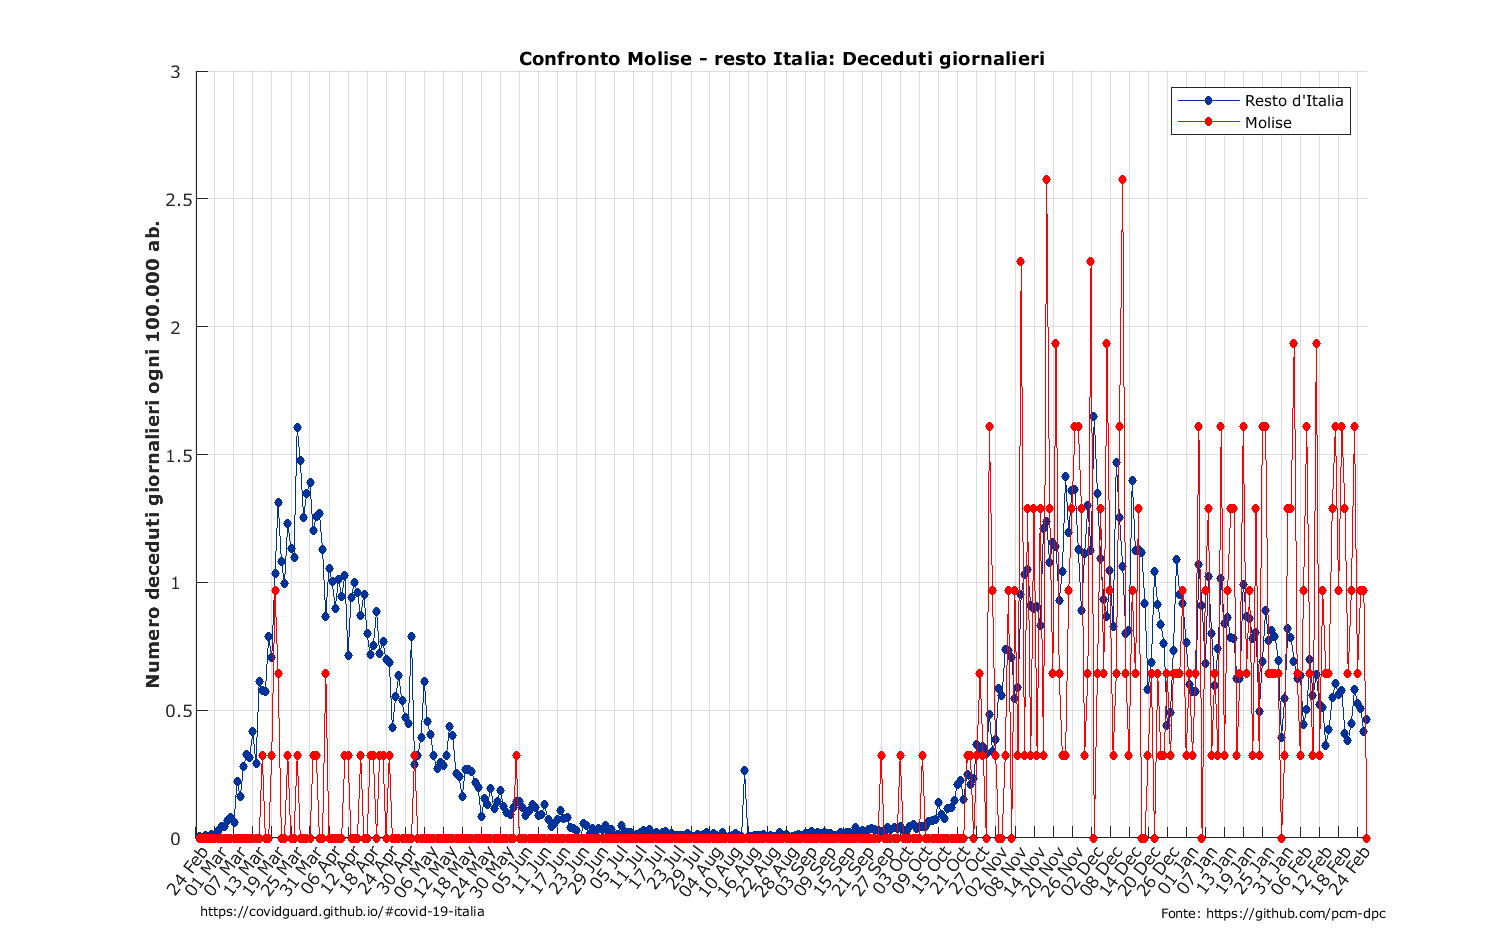 Confronto Molise - resto Italia: Deceduti giornalieri
Numero deceduti giornalieri ogni 100.000 ab.
3
2.5
2
1.5
1
0.5
0
Resto d'Italia
Molise
24 Feb
01 Mar
07 Mar
13 Mar
19 Mar
25 Mar
31 Mar
06 Apr
12 Apr
18 Apr
24 Apr
30 Apr
06 May
12 May
18 May
24 May
30 May
05 Jun
11 Jun
17 Jun
23 Jun
29 Jun
05 Jul
11 Jul
17 Jul
23 Jul
29 Jul
04 Aug
10 Aug
16 Aug
22 Aug
28 Aug
03 Sep
09 Sep
15 Sep
21 Sep
27 Sep
03 Oct
09 Oct
15 Oct
21 Oct
27 Oct
02 Nov
08 Nov
14 Nov
20 Nov
26 Nov
02 Dec
08 Dec
14 Dec
20 Dec
26 Dec
01 Jan
07 Jan
13 Jan
19 Jan
25 Jan
31 Jan
06 Feb
12 Feb
18 Feb
24 Feb
https://covidguard.github.io/#covid-19-italia
Fonte: https://github.com/pcm-dpc